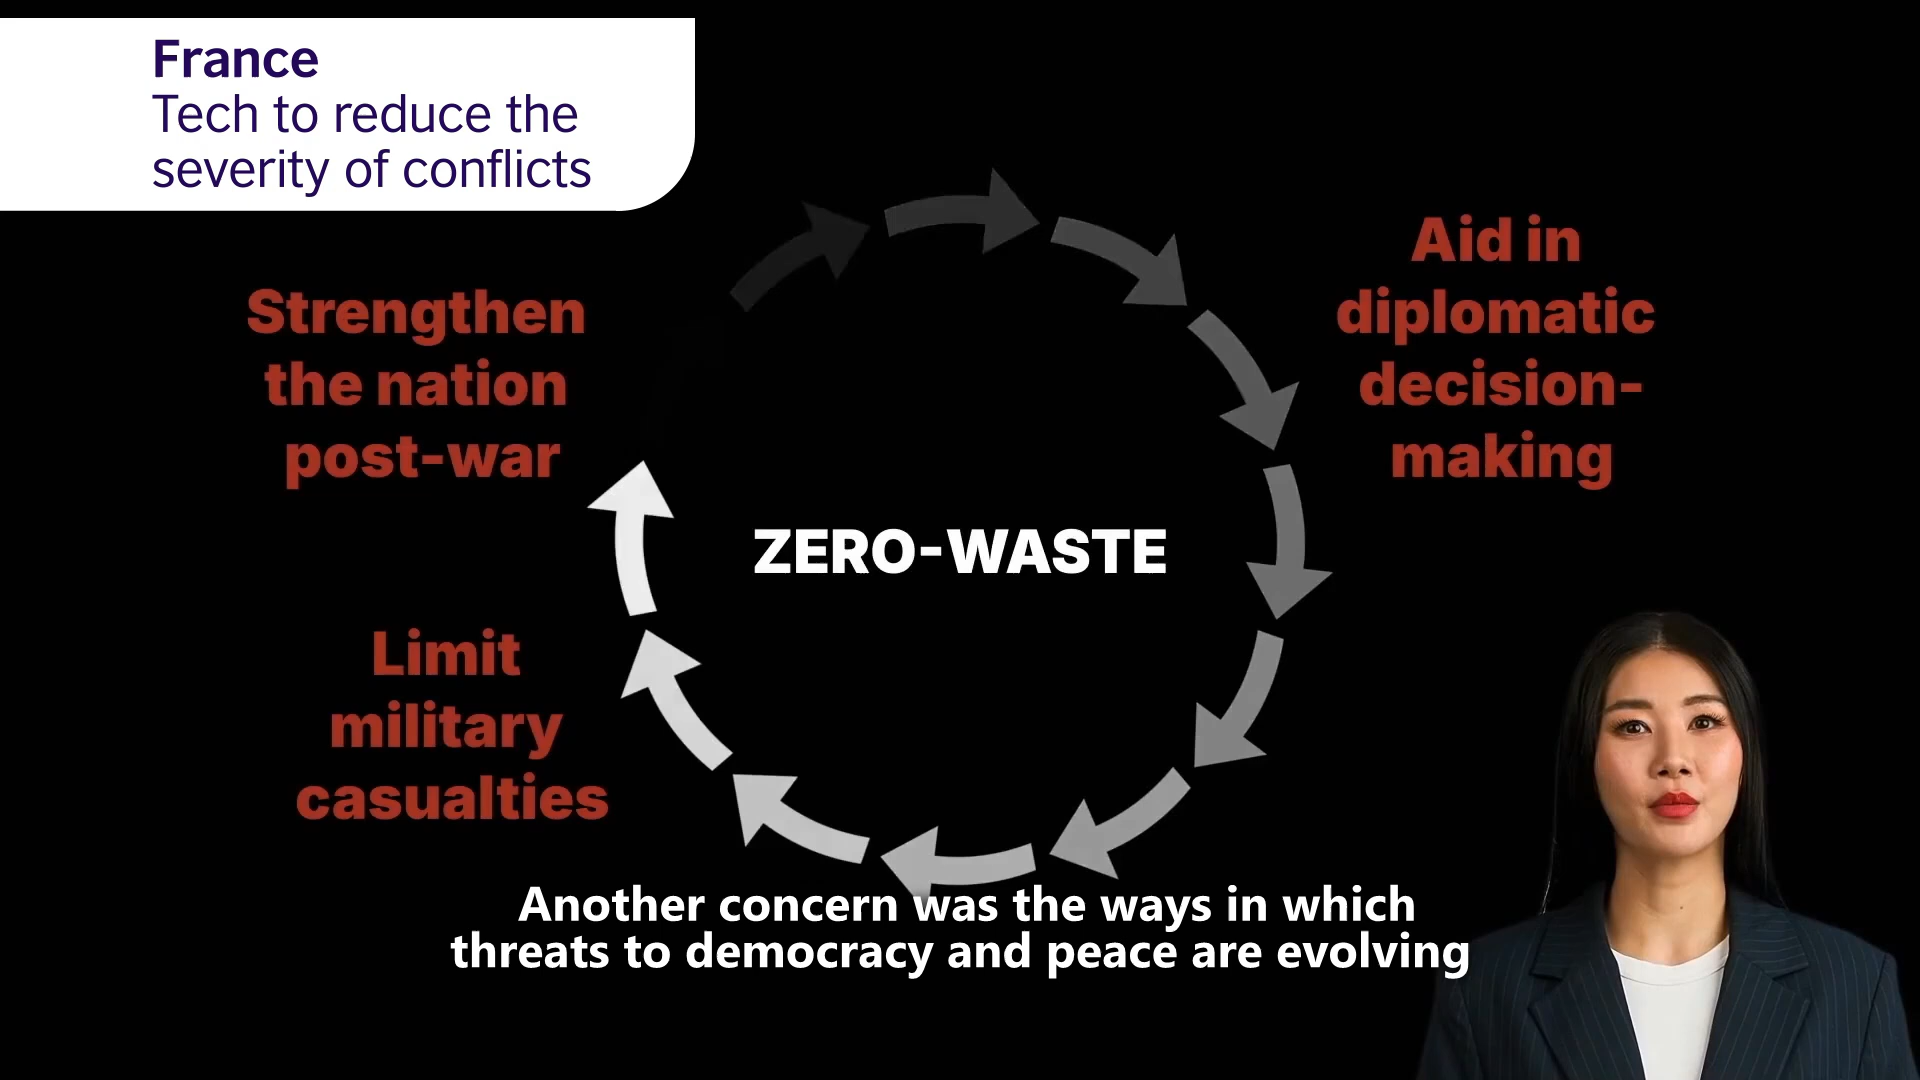 France
Tech to reduce the
severity of conflicts
Strengthen
the nation
post-war
Aid in
diplomatic
decision-
making
ZERO-WASTE
Limit
military
casualties
Another concern was the ways in which
threats to democracy and peace are evolving